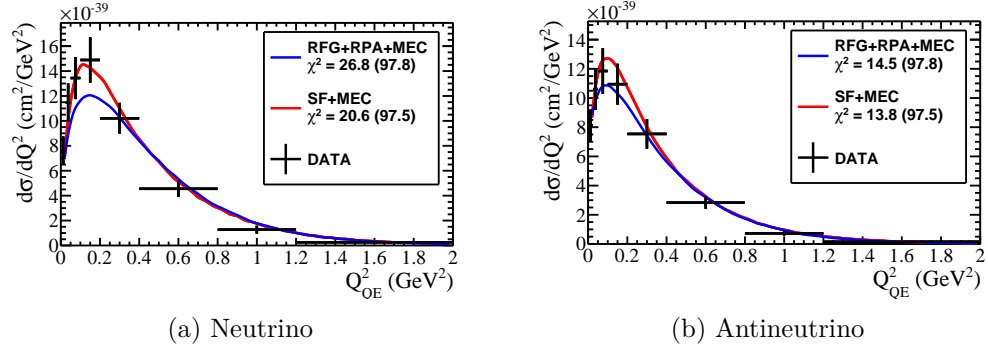 ×10⁻³⁹
dσ/dQ² (cm²/GeV²)
16
14
12
10
8
6
4
2
0
RFG+RPA+MEC
χ² = 26.8 (97.8)
SF+MEC
χ² = 20.6 (97.5)
DATA
0 0.2 0.4 0.6 0.8 1 1.2 1.4 1.6 1.8 2
Q²_QE (GeV²)
(a) Neutrino
×10⁻³⁹
dσ/dQ² (cm²/GeV²)
14
12
10
8
6
4
2
0
RFG+RPA+MEC
χ² = 14.5 (97.8)
SF+MEC
χ² = 13.8 (97.5)
DATA
0 0.2 0.4 0.6 0.8 1 1.2 1.4 1.6 1.8 2
Q²_QE (GeV²)
(b) Antineutrino